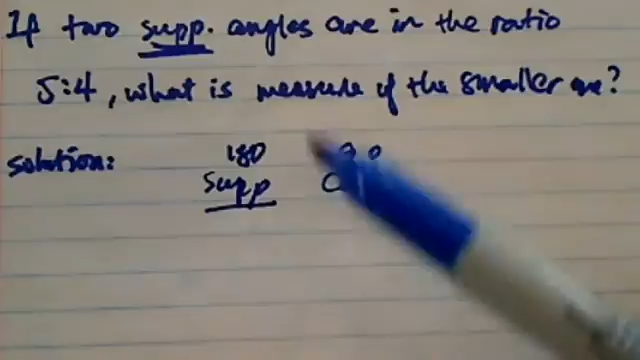 If two supp. angles are in the ratio
5:4, what is measure of the smaller one?
solution: 180
Supp